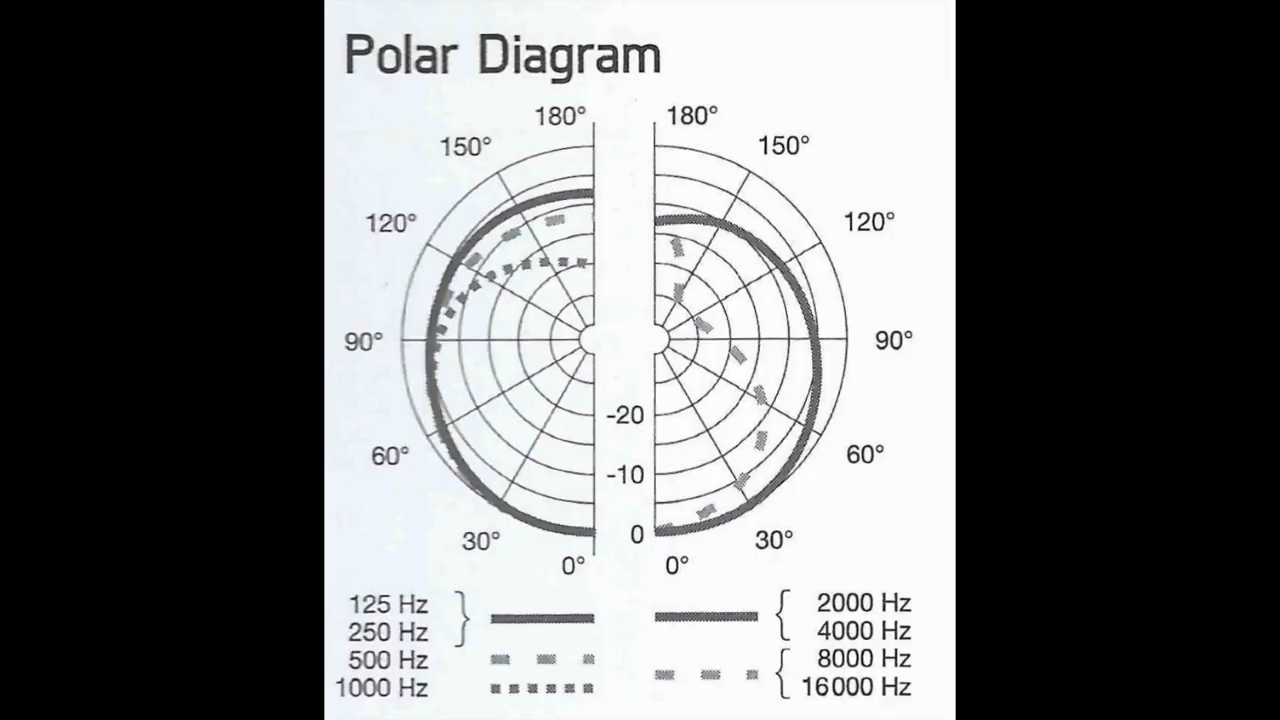 Polar Diagram
180° 180°
150° 150°
120° 120°
90° 90°
-20
60° 60°
-10
0
30° 30°
0° 0°
125 Hz 2000 Hz
250 Hz 4000 Hz
500 Hz 8000 Hz
1000 Hz 16000 Hz